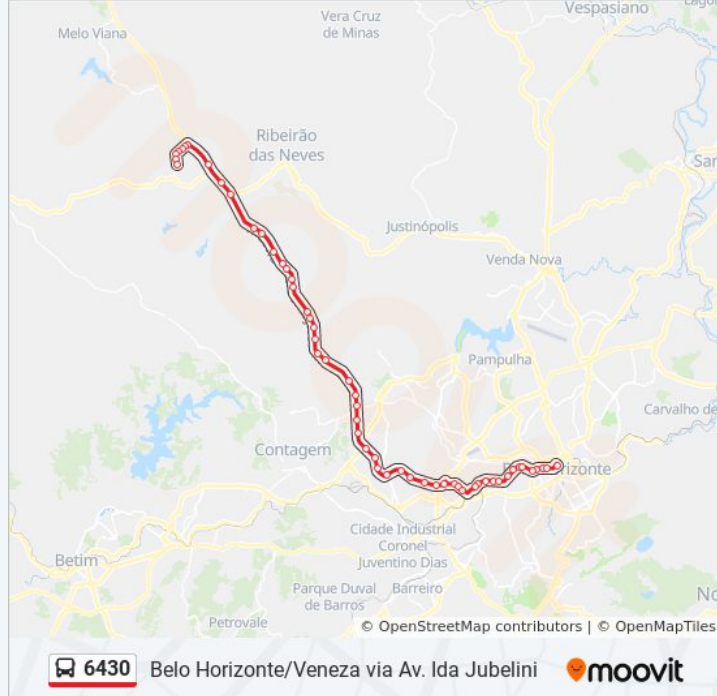 Vespasiano
Vera Cruz
de Minas
Melo Viana
Ribeirão
das Neves
Justinópolis
Venda Nova
Pampulha
Carvalho de
Contagem
Cidade Industrial
Coronel
Juventino Dias
Betim
Parque Duval
de Barros
Barreiro
Petrovale
© OpenStreetMap contributors | © OpenMapTiles
6430 Belo Horizonte/Veneza via Av. Ida Jubelini moovit